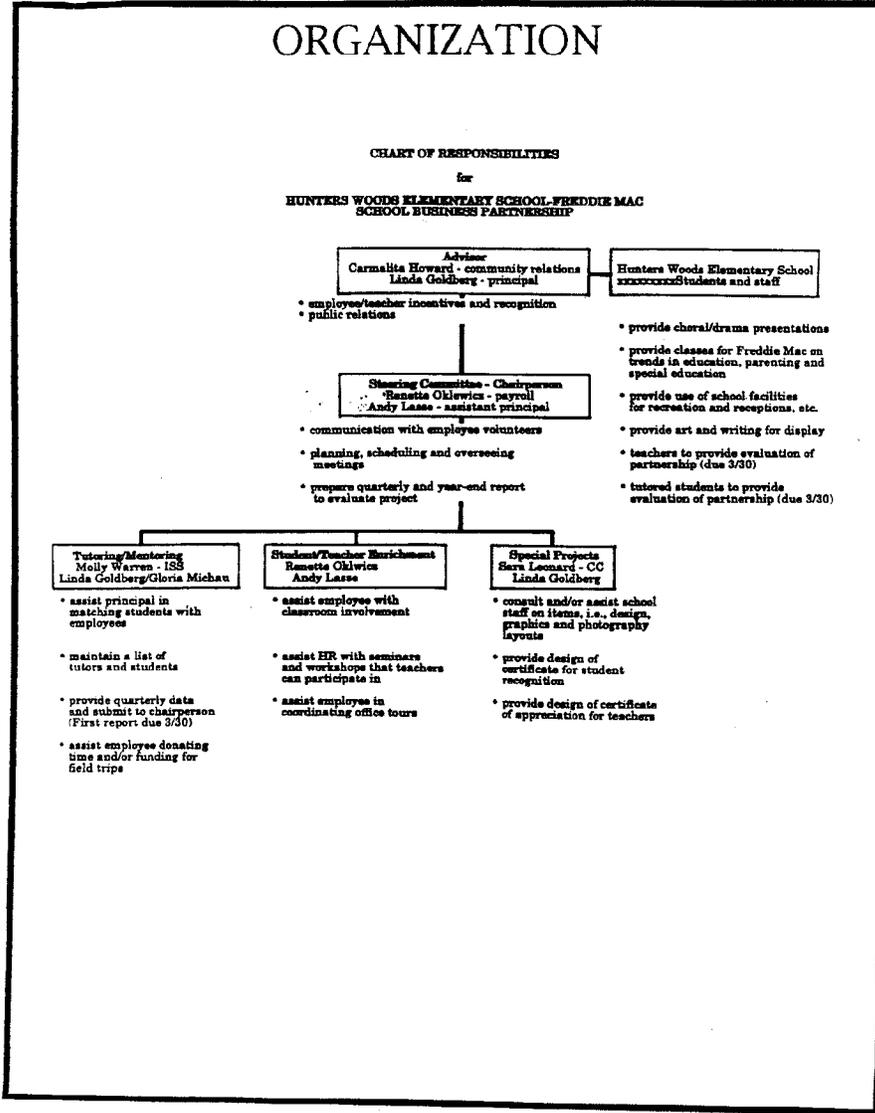 ORGANIZATION
CHART OF RESPONSIBILITIES
for
HUNTERS WOODS ELEMENTARY SCHOOL-FREDDIE MAC
SCHOOL BUSINESS PARTNERSHIP
Advisor
Carmalita Howard - community relations
Linda Goldberg - principal
• employee/teacher incentives and recognition
• public relations
Hunters Woods Elementary School
xxxxxxxxxStudents and staff
• provide choral/drama presentations
• provide classes for Freddie Mac on
trends in education, parenting and
special education
• provide use of school facilities
for recreation and receptions, etc.
• provide art and writing for display
• teachers to provide evaluation of
partnership (due 3/30)
• tutored students to provide
evaluation of partnership (due 3/30)
Steering Committee - Chairperson
Ranette Oklewicz - payroll
Andy Lasse - assistant principal
• communication with employee volunteers
• planning, scheduling and overseeing
meetings
• prepare quarterly and year-end report
to evaluate project
Tutoring/Mentoring
Molly Warren - ISS
Linda Goldberg/Gloria Michau
• assist principal in
matching students with
employees
• maintain a list of
tutors and students
• provide quarterly data
and submit to chairperson
(First report due 3/30)
• assist employee donating
time and/or funding for
field trips
Student/Teacher Enrichment
Ranette Oklwics
Andy Lasse
• assist employee with
classroom involvement
• assist HR with seminars
and workshops that teachers
can participate in
• assist employee in
coordinating office tours
Special Projects
Sara Leonard - CC
Linda Goldberg
• consult and/or assist school
staff on items, i.e., design,
graphics and photography
layouts
• provide design of
certificate for student
recognition
• provide design of certificate
of appreciation for teachers